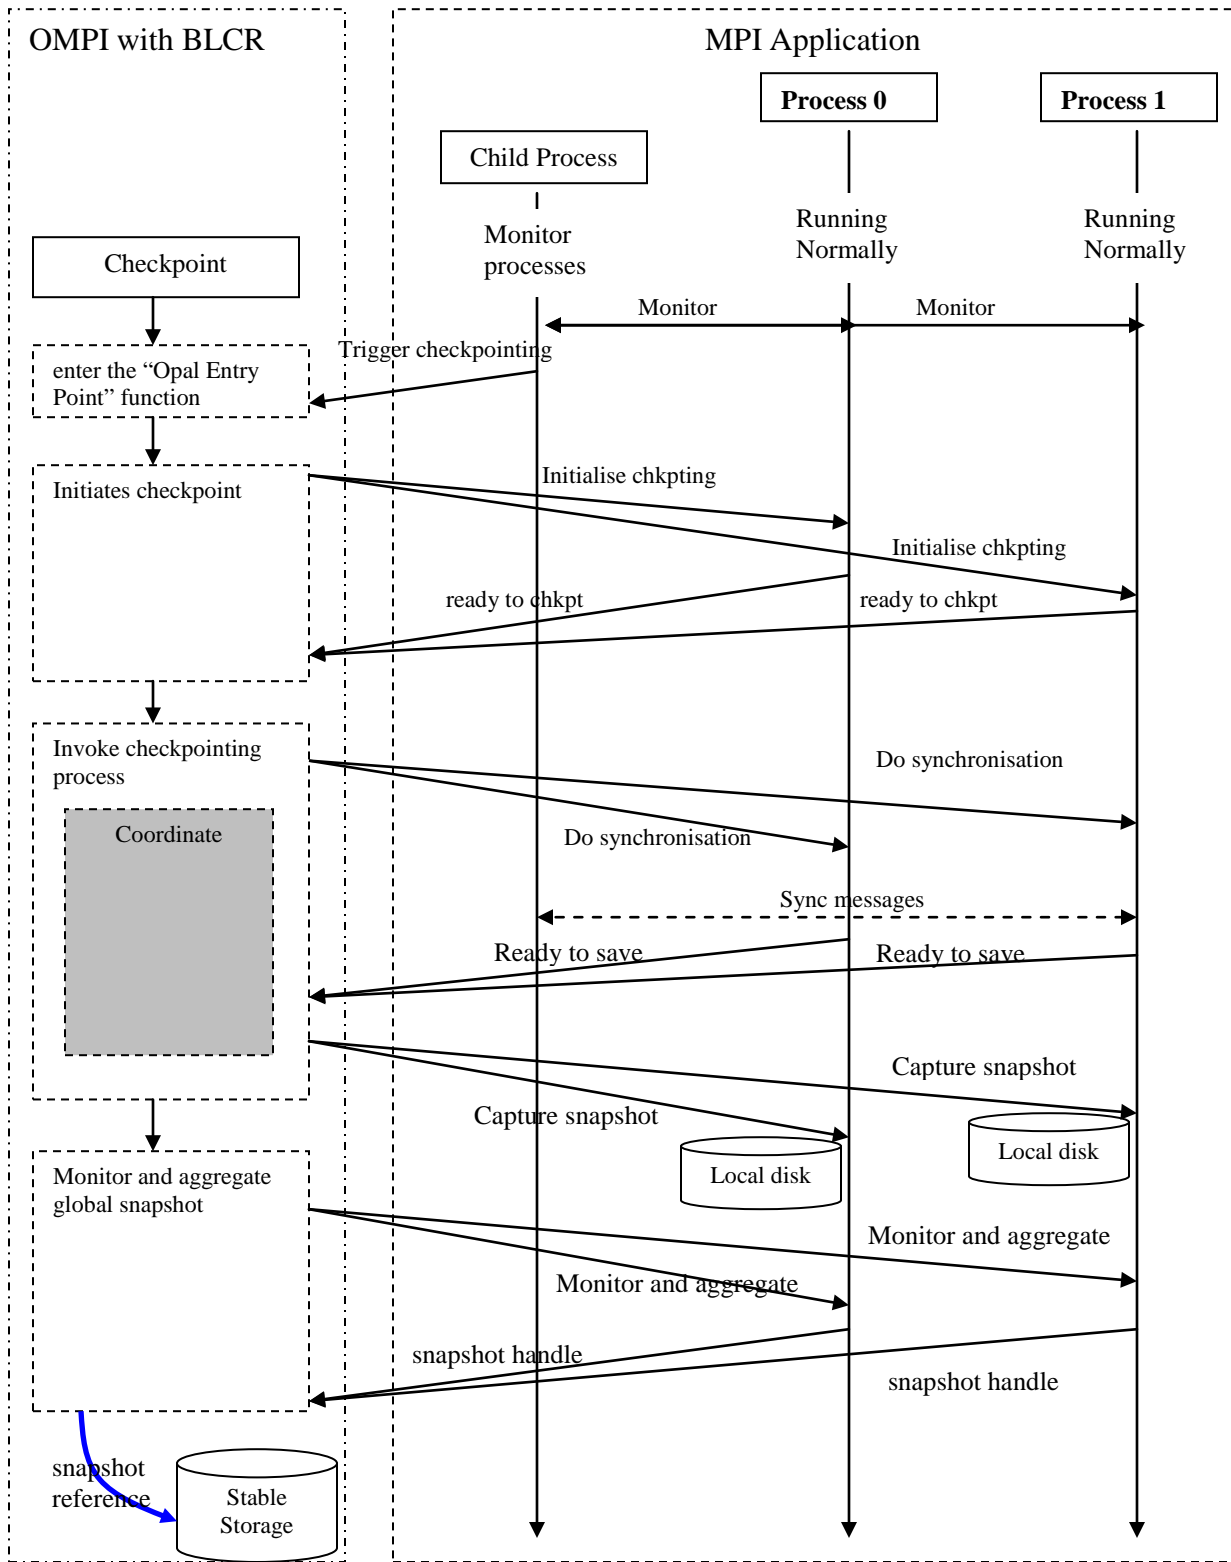 OMPI with BLCR
MPI Application
Process 0
Process 1
Child Process
Monitor
processes
Running
Normally
Running
Normally
Checkpoint
Monitor
Monitor
Trigger checkpointing
enter the “Opal Entry
Point” function
Initiates checkpoint
Initialise chkpting
Initialise chkpting
ready to chkpt
ready to chkpt
Invoke checkpointing
process
Do synchronisation
Coordinate
Do synchronisation
Sync messages
Ready to save
Ready to save
Capture snapshot
Capture snapshot
Local disk
Local disk
Monitor and aggregate
global snapshot
Monitor and aggregate
Monitor and aggregate
snapshot handle
snapshot handle
snapshot
reference
Stable
Storage